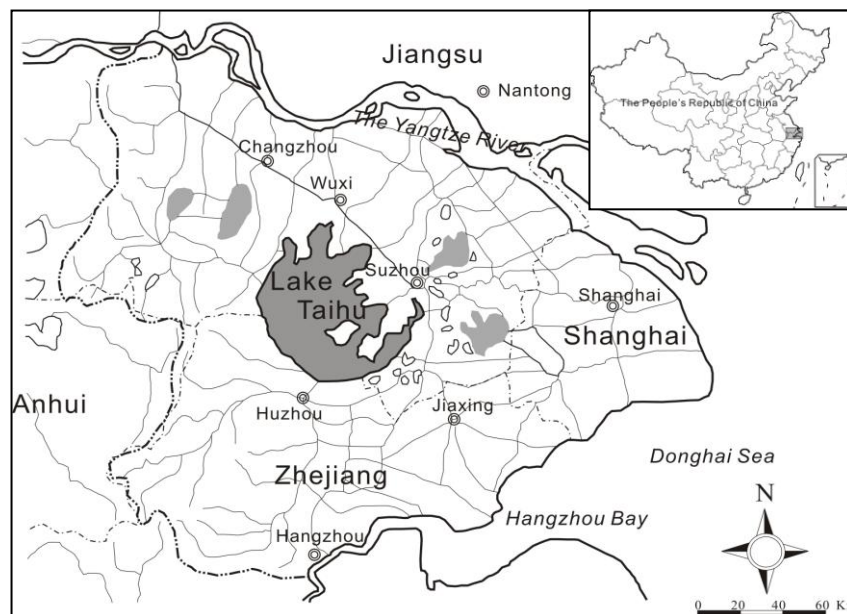 Jiangsu
Nantong
The Yangtze River
Changzhou
Wuxi
The People's Republic of China
Lake
Taihu
Suzhou
Shanghai
Shanghai
Anhui
Huzhou
Jiaxing
Zhejiang
Donghai Sea
Hangzhou Bay
Hangzhou
N
0 20 40 60 K